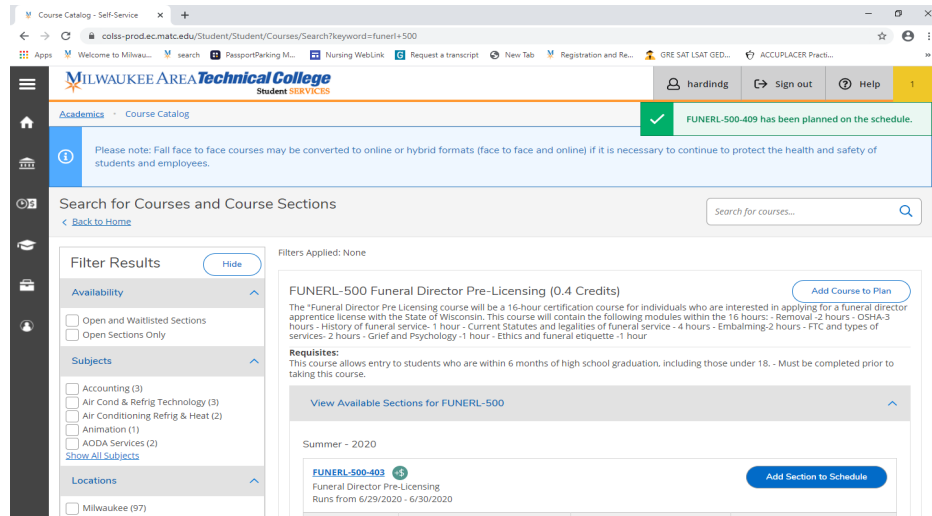 Course Catalog - Self-Service
colss-prod.ec.matc.edu/Student/Student/Courses/Search?keyword=funerl+500
Apps Welcome to Milwau... search PassportParking M... Nursing WebLink Request a transcript New Tab Registration and Re... GRE SAT LSAT GED... ACCUPLACER Practi... »
MILWAUKEE AREA Technical College
Student SERVICES
hardindg Sign out Help 1
Academics · Course Catalog
FUNERL-500-409 has been planned on the schedule.
Please note: Fall face to face courses may be converted to online or hybrid formats (face to face and online) if it is necessary to continue to protect the health and safety of
students and employees.
Search for Courses and Course Sections
< Back to Home
Search for courses...
Filter Results Hide
Availability
Open and Waitlisted Sections
Open Sections Only
Subjects
Accounting (3)
Air Cond & Refrig Technology (3)
Air Conditioning Refrig & Heat (2)
Animation (1)
AODA Services (2)
Show All Subjects
Locations
Milwaukee (97)
Filters Applied: None
FUNERL-500 Funeral Director Pre-Licensing (0.4 Credits)
Add Course to Plan
The "Funeral Director Pre Licensing course will be a 16-hour certification course for individuals who are interested in applying for a funeral director
apprentice license with the State of Wisconsin. This course will contain the following modules within the 16 hours: - Removal -2 hours - OSHA-3
hours - History of funeral service- 1 hour - Current Statutes and legalities of funeral service - 4 hours - Embalming-2 hours - FTC and types of
services- 2 hours - Grief and Psychology -1 hour - Ethics and funeral etiquette -1 hour
Requisites:
This course allows entry to students who are within 6 months of high school graduation, including those under 18. - Must be completed prior to
taking this course.
View Available Sections for FUNERL-500
Summer - 2020
FUNERL-500-403 +$
Funeral Director Pre-Licensing
Runs from 6/29/2020 - 6/30/2020
Add Section to Schedule